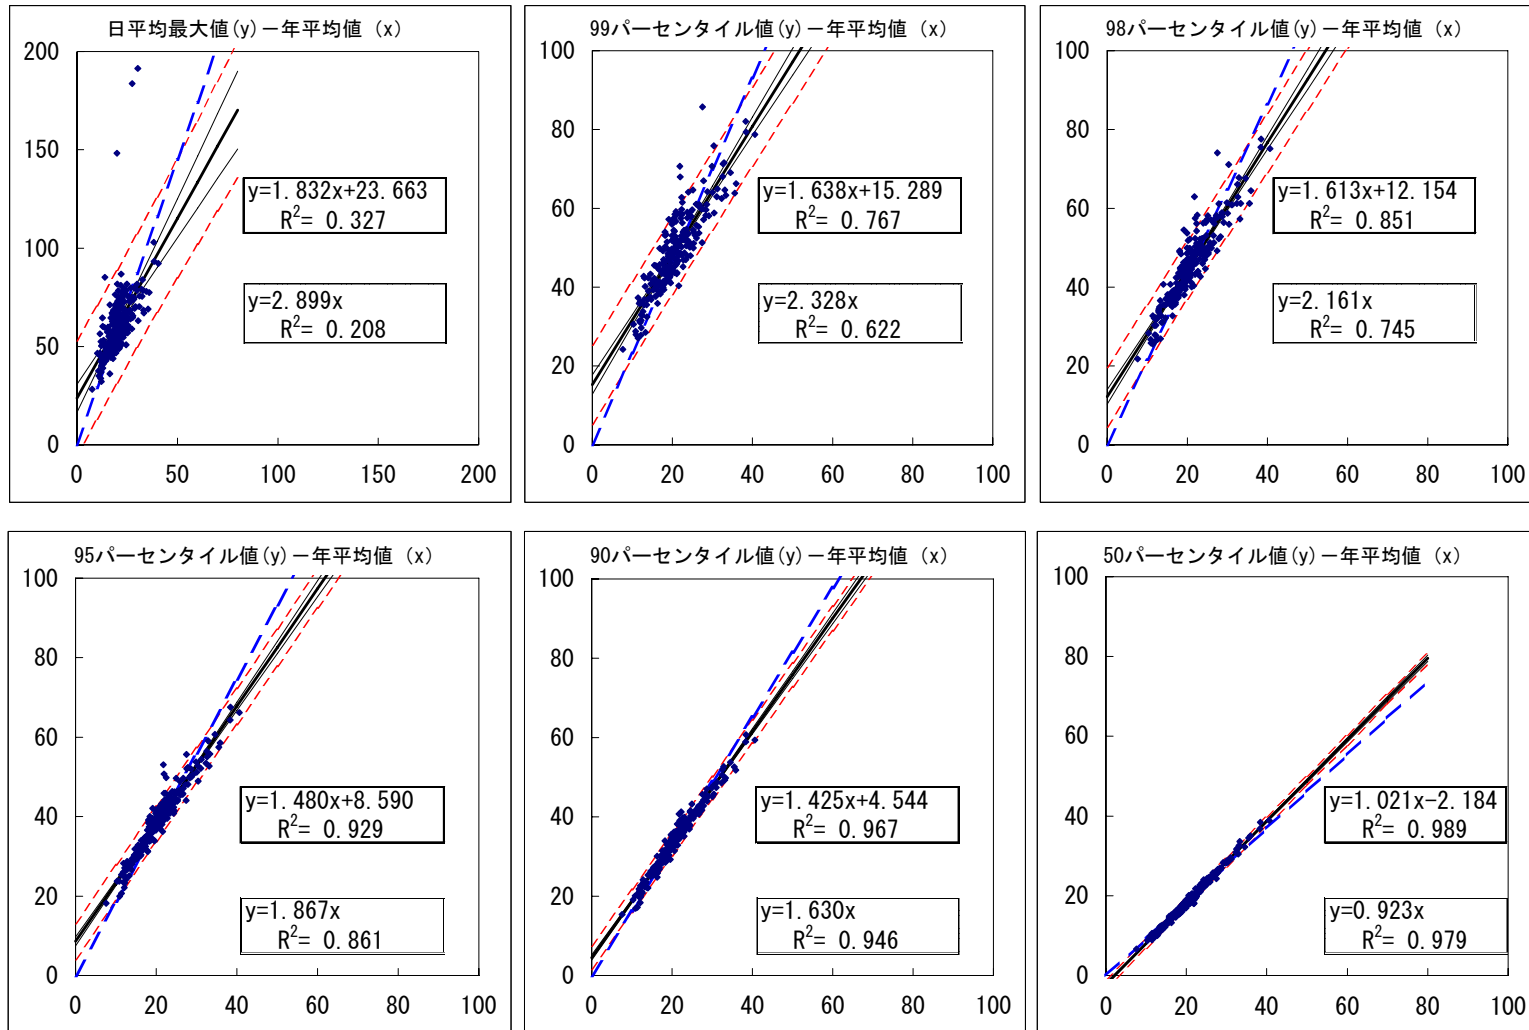 日平均最大値(y)－年平均値 (x)
200
150
100
50
0
0 50 100 150 200
y=1.832x+23.663
R²= 0.327
y=2.899x
R²= 0.208
99パーセンタイル値(y)－年平均値 (x)
100
80
60
40
20
0
0 20 40 60 80 100
y=1.638x+15.289
R²= 0.767
y=2.328x
R²= 0.622
98パーセンタイル値(y)－年平均値 (x)
100
80
60
40
20
0
0 20 40 60 80 100
y=1.613x+12.154
R²= 0.851
y=2.161x
R²= 0.745
95パーセンタイル値(y)－年平均値 (x)
100
80
60
40
20
0
0 20 40 60 80 100
y=1.480x+8.590
R²= 0.929
y=1.867x
R²= 0.861
90パーセンタイル値(y)－年平均値 (x)
100
80
60
40
20
0
0 20 40 60 80 100
y=1.425x+4.544
R²= 0.967
y=1.630x
R²= 0.946
50パーセンタイル値(y)－年平均値 (x)
100
80
60
40
20
0
0 20 40 60 80 100
y=1.021x−2.184
R²= 0.989
y=0.923x
R²= 0.979